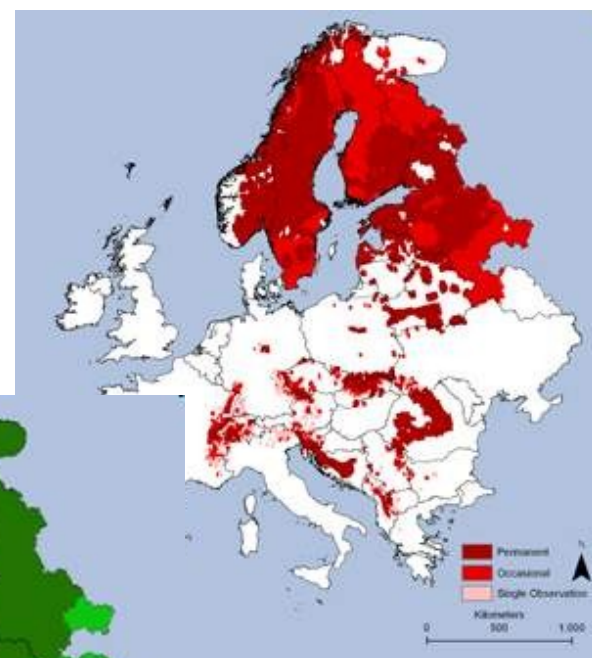 Permanent
Occasional
Single Observation
Kilometers
0 500 1.000